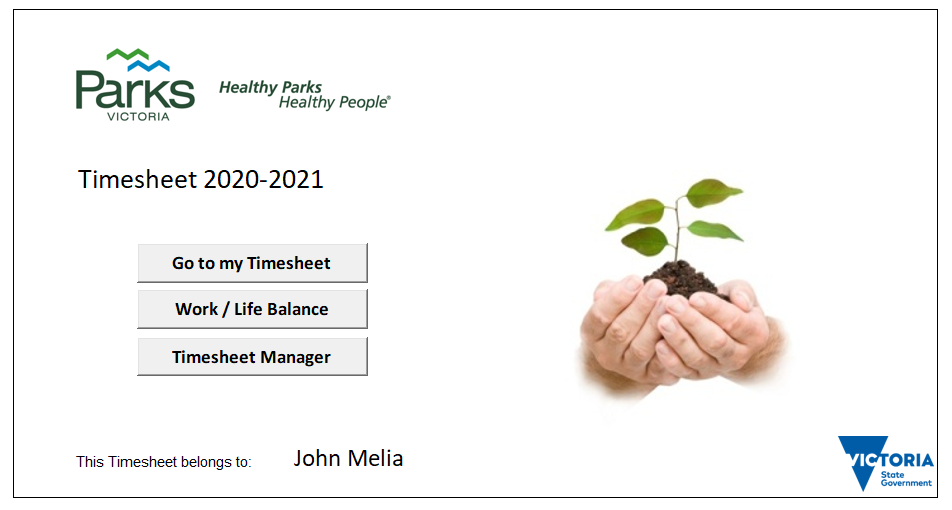 Parks
VICTORIA
Healthy Parks
Healthy People®
Timesheet 2020-2021
Go to my Timesheet
Work / Life Balance
Timesheet Manager
This Timesheet belongs to: John Melia
VICTORIA
State
Government